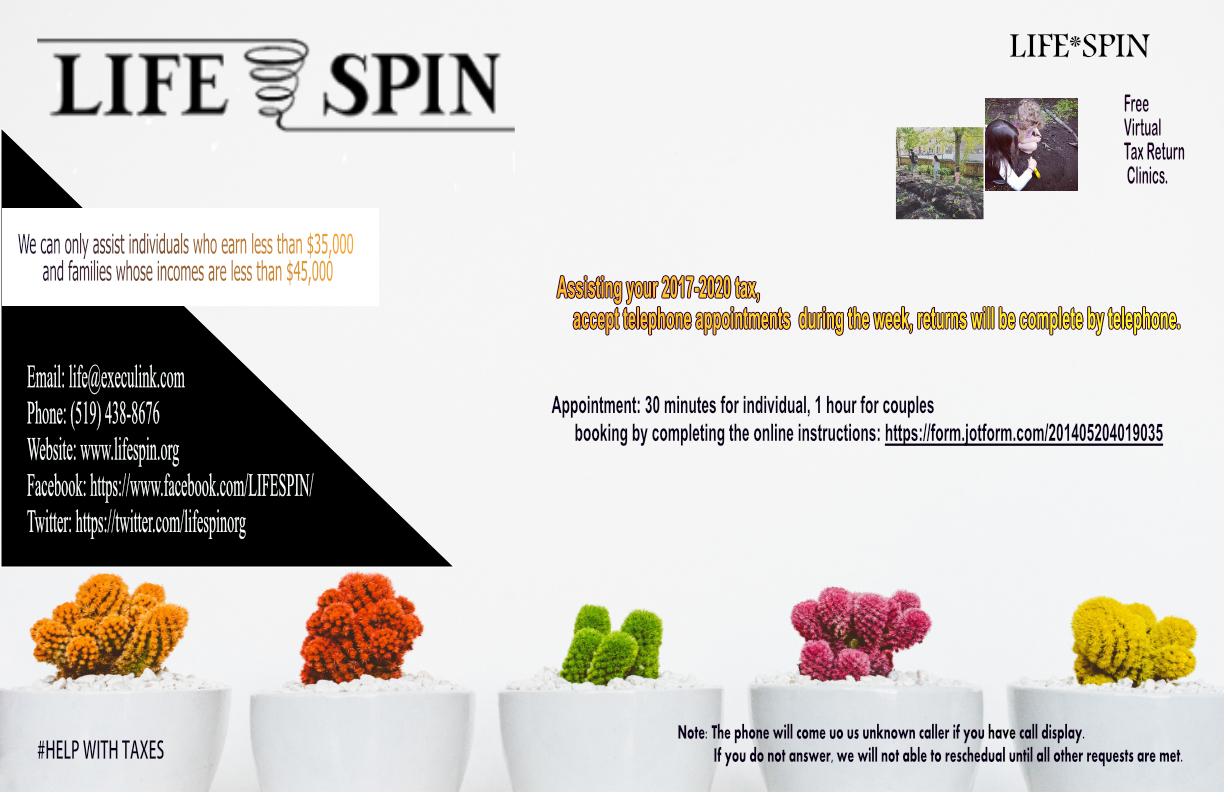 LIFE SPIN
LIFE*SPIN
Free
Virtual
Tax Return
Clinics.
We can only assist individuals who earn less than $35,000
and families whose incomes are less than $45,000
Assisting your 2017-2020 tax,
accept telephone appointments during the week, returns will be complete by telephone.
Email: life@execulink.com
Phone: (519) 438-8676
Website: www.lifespin.org
Facebook: https://www.facebook.com/LIFESPIN/
Twitter: https://twitter.com/lifespinorg
Appointment: 30 minutes for individual, 1 hour for couples
booking by completing the online instructions: https://form.jotform.com/201405204019035
#HELP WITH TAXES
Note: The phone will come uo us unknown caller if you have call display.
If you do not answer, we will not able to reschedual until all other requests are met.